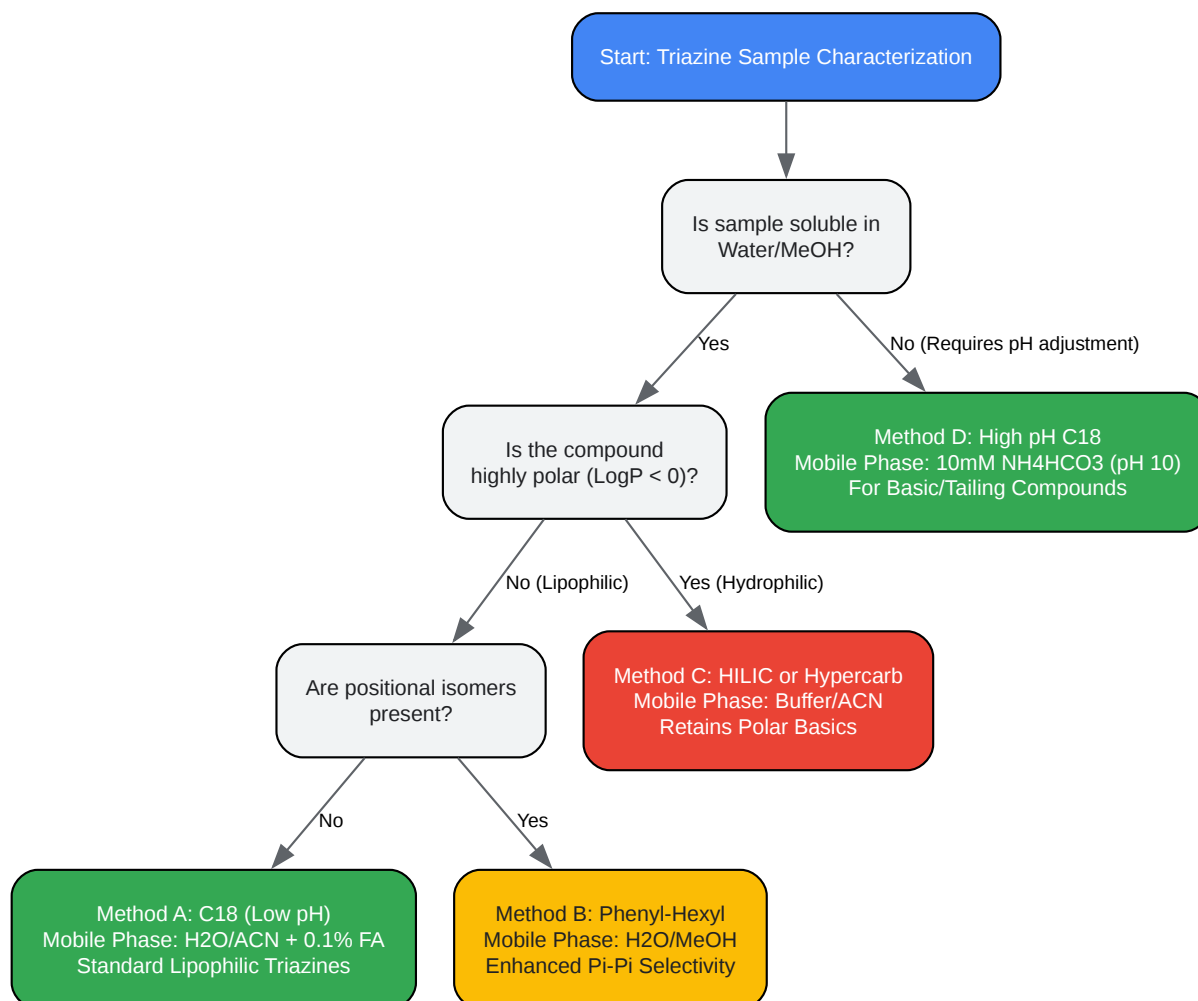 Start: Triazine Sample Characterization
Is sample soluble in
Water/MeOH?
Yes
No (Requires pH adjustment)
Is the compound
highly polar (LogP < 0)?
Method D: High pH C18
Mobile Phase: 10mM NH4HCO3 (pH 10)
For Basic/Tailing Compounds
No (Lipophilic)
Yes (Hydrophilic)
Are positional isomers
present?
Method C: HILIC or Hypercarb
Mobile Phase: Buffer/ACN
Retains Polar Basics
No
Yes
Method A: C18 (Low pH)
Mobile Phase: H2O/ACN + 0.1% FA
Standard Lipophilic Triazines
Method B: Phenyl-Hexyl
Mobile Phase: H2O/MeOH
Enhanced Pi-Pi Selectivity